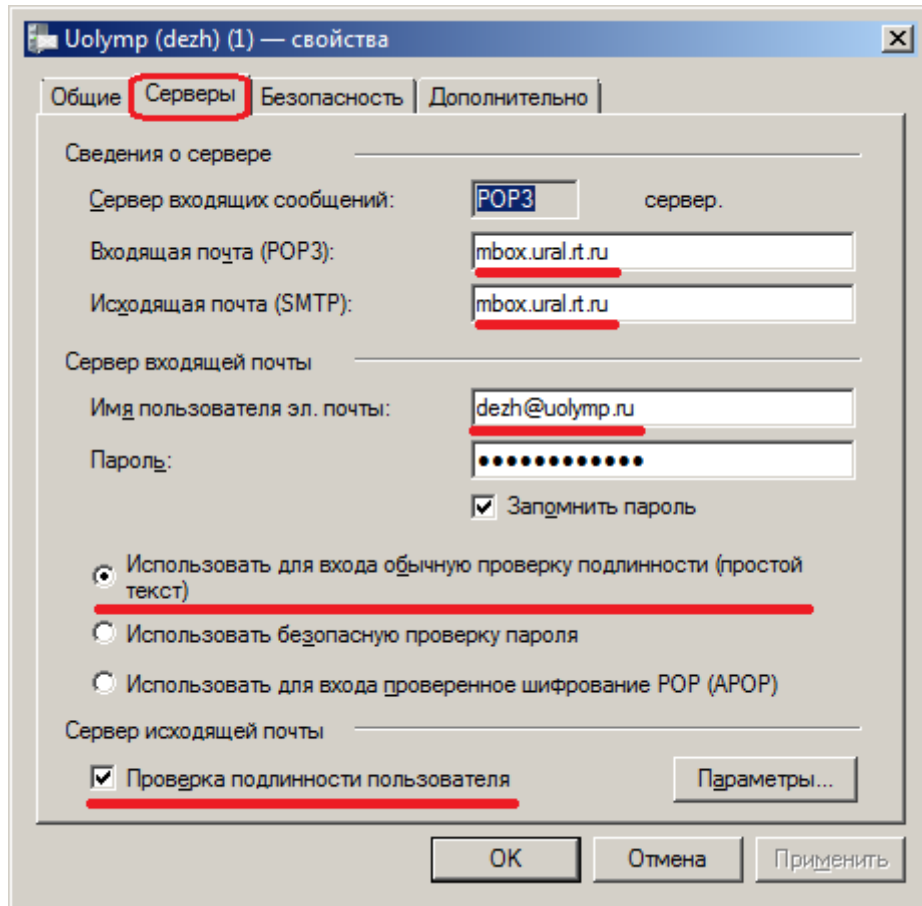 Uolymp (dezh) (1) — свойства
Общие Серверы Безопасность Дополнительно
Сведения о сервере
Сервер входящих сообщений: POP3 сервер.
Входящая почта (POP3): mbox.ural.rt.ru
Исходящая почта (SMTP): mbox.ural.rt.ru
Сервер входящей почты
Имя пользователя эл. почты: dezh@uolymp.ru
Пароль: ●●●●●●●●●●●●
Запомнить пароль
Использовать для входа обычную проверку подлинности (простой
текст)
Использовать безопасную проверку пароля
Использовать для входа проверенное шифрование POP (APOP)
Сервер исходящей почты
Проверка подлинности пользователя Параметры...
OK Отмена Применить